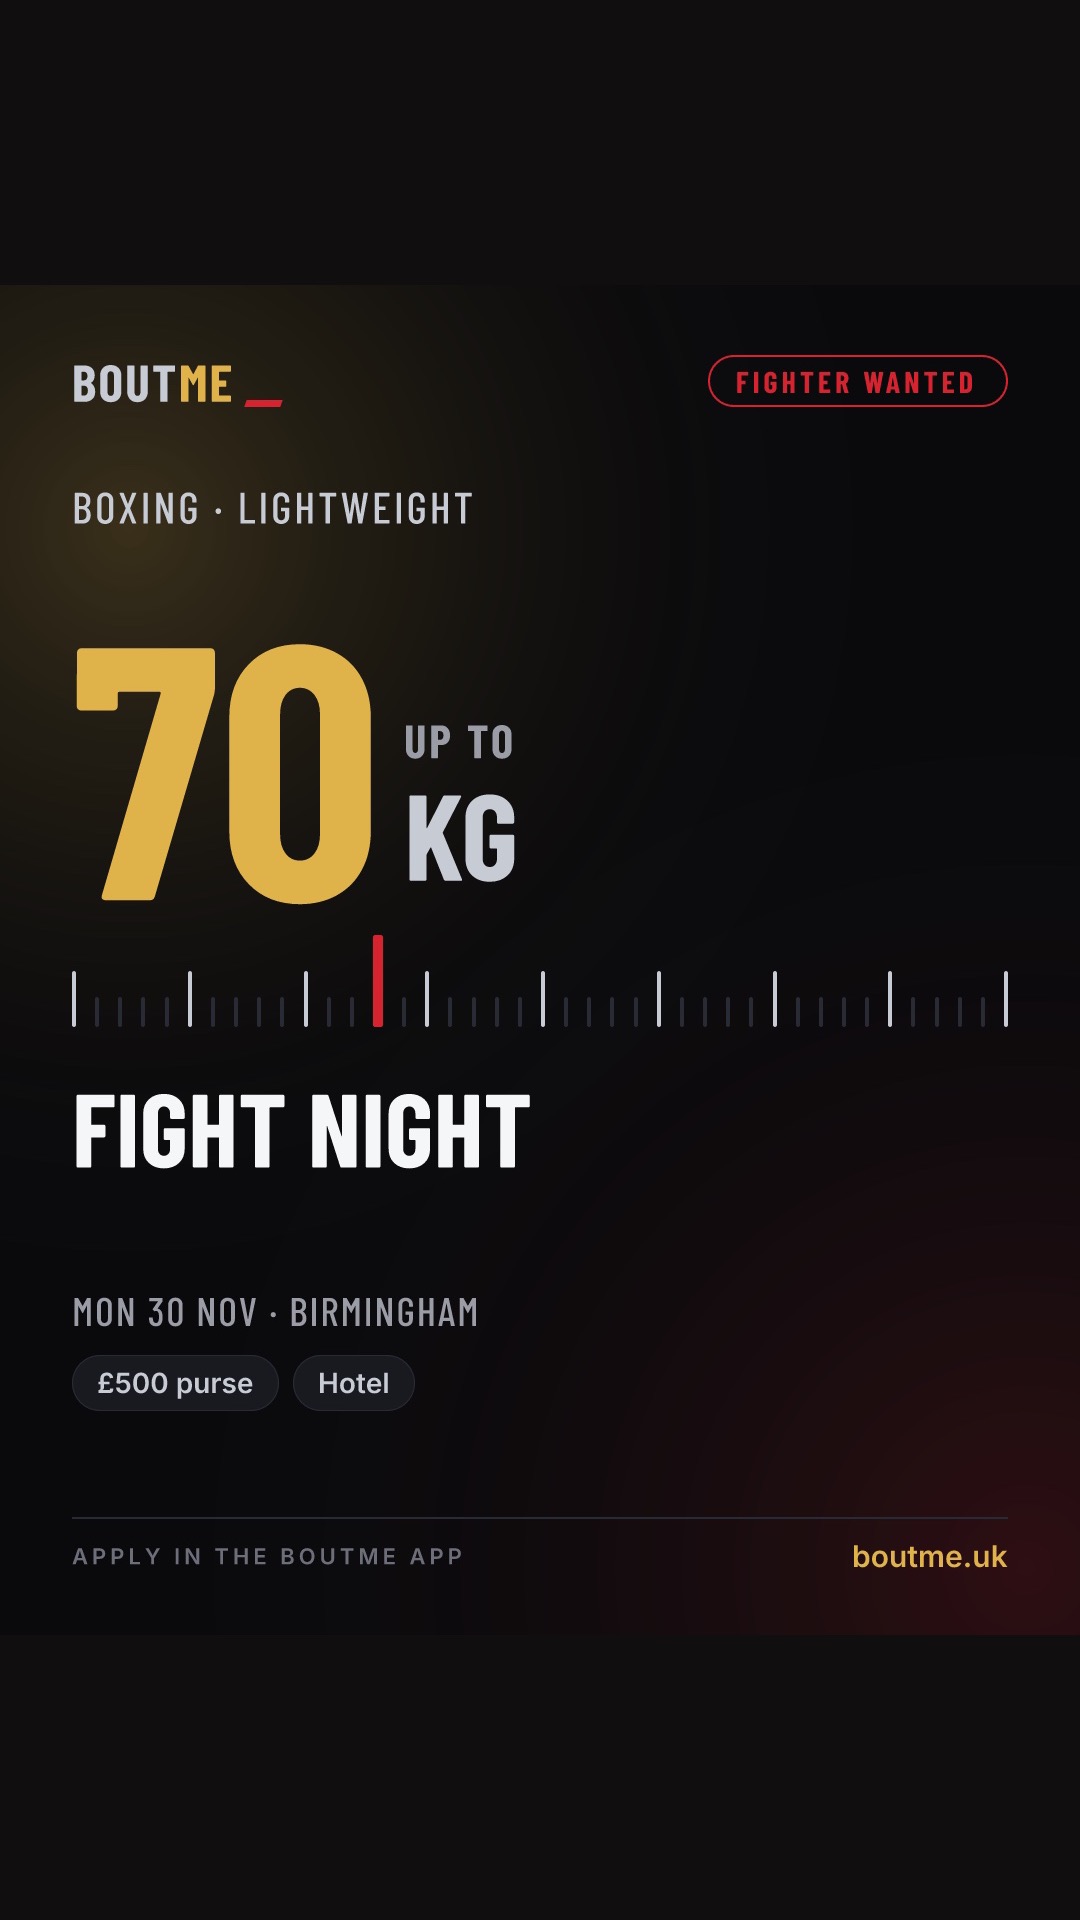 BOUTME
FIGHTER WANTED
BOXING · LIGHTWEIGHT
70
UP TO
KG
FIGHT NIGHT
MON 30 NOV · BIRMINGHAM
£500 purse
Hotel
APPLY IN THE BOUTME APP
boutme.uk